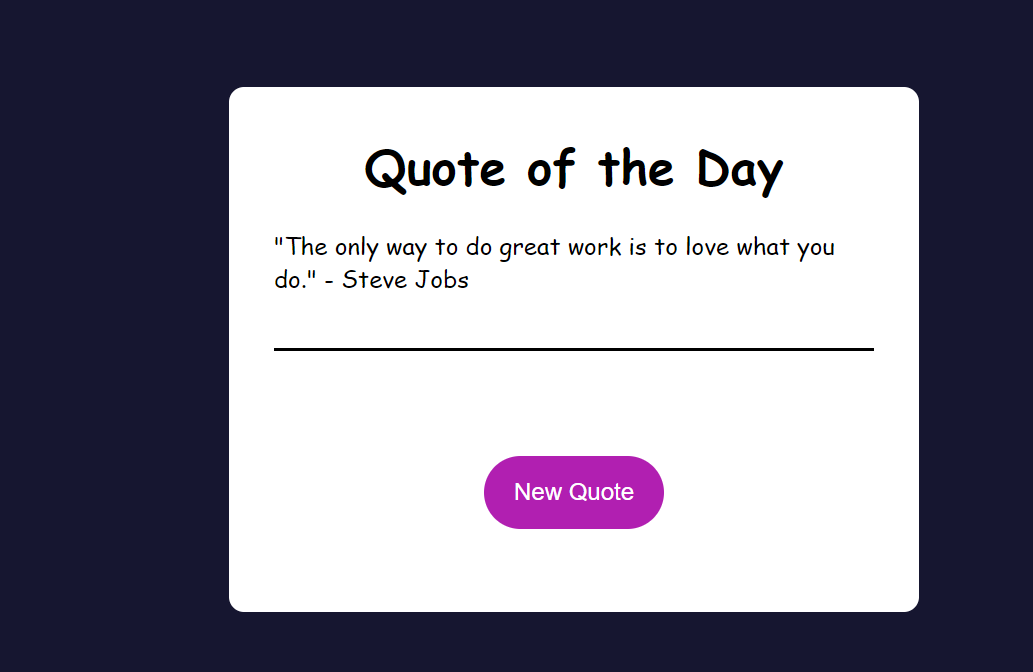 Quote of the Day
"The only way to do great work is to love what you
do." - Steve Jobs
New Quote